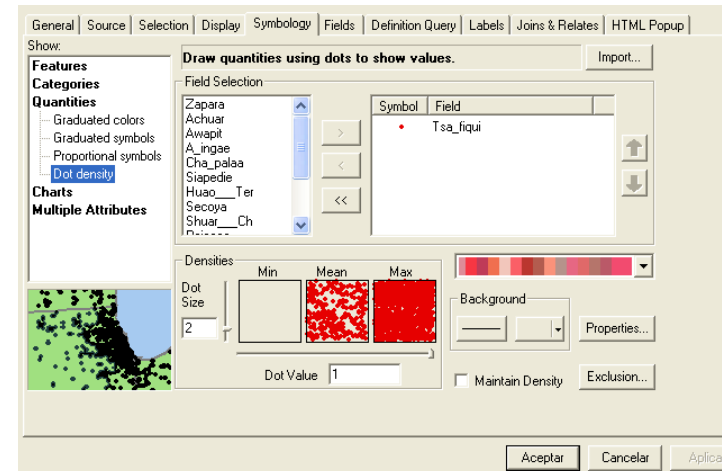 General Source Selection Display Symbology Fields Definition Query Labels Joins & Relates HTML Popup
Show:
Features
Categories
Quantities
Graduated colors
Graduated symbols
Proportional symbols
Dot density
Charts
Multiple Attributes
Draw quantities using dots to show values.
Import...
Field Selection
Zapara
Achuar
Awapit
A_ingae
Cha_palaa
Siapedie
Huao___Ter
Secoya
Shuar___Ch
>
<
<<
Symbol Field
Tsa_fiqui
Densities
Min Mean Max
Dot
Size
2
Dot Value 1
Background
Properties...
Maintain Density
Exclusion...
Aceptar Cancelar Aplica